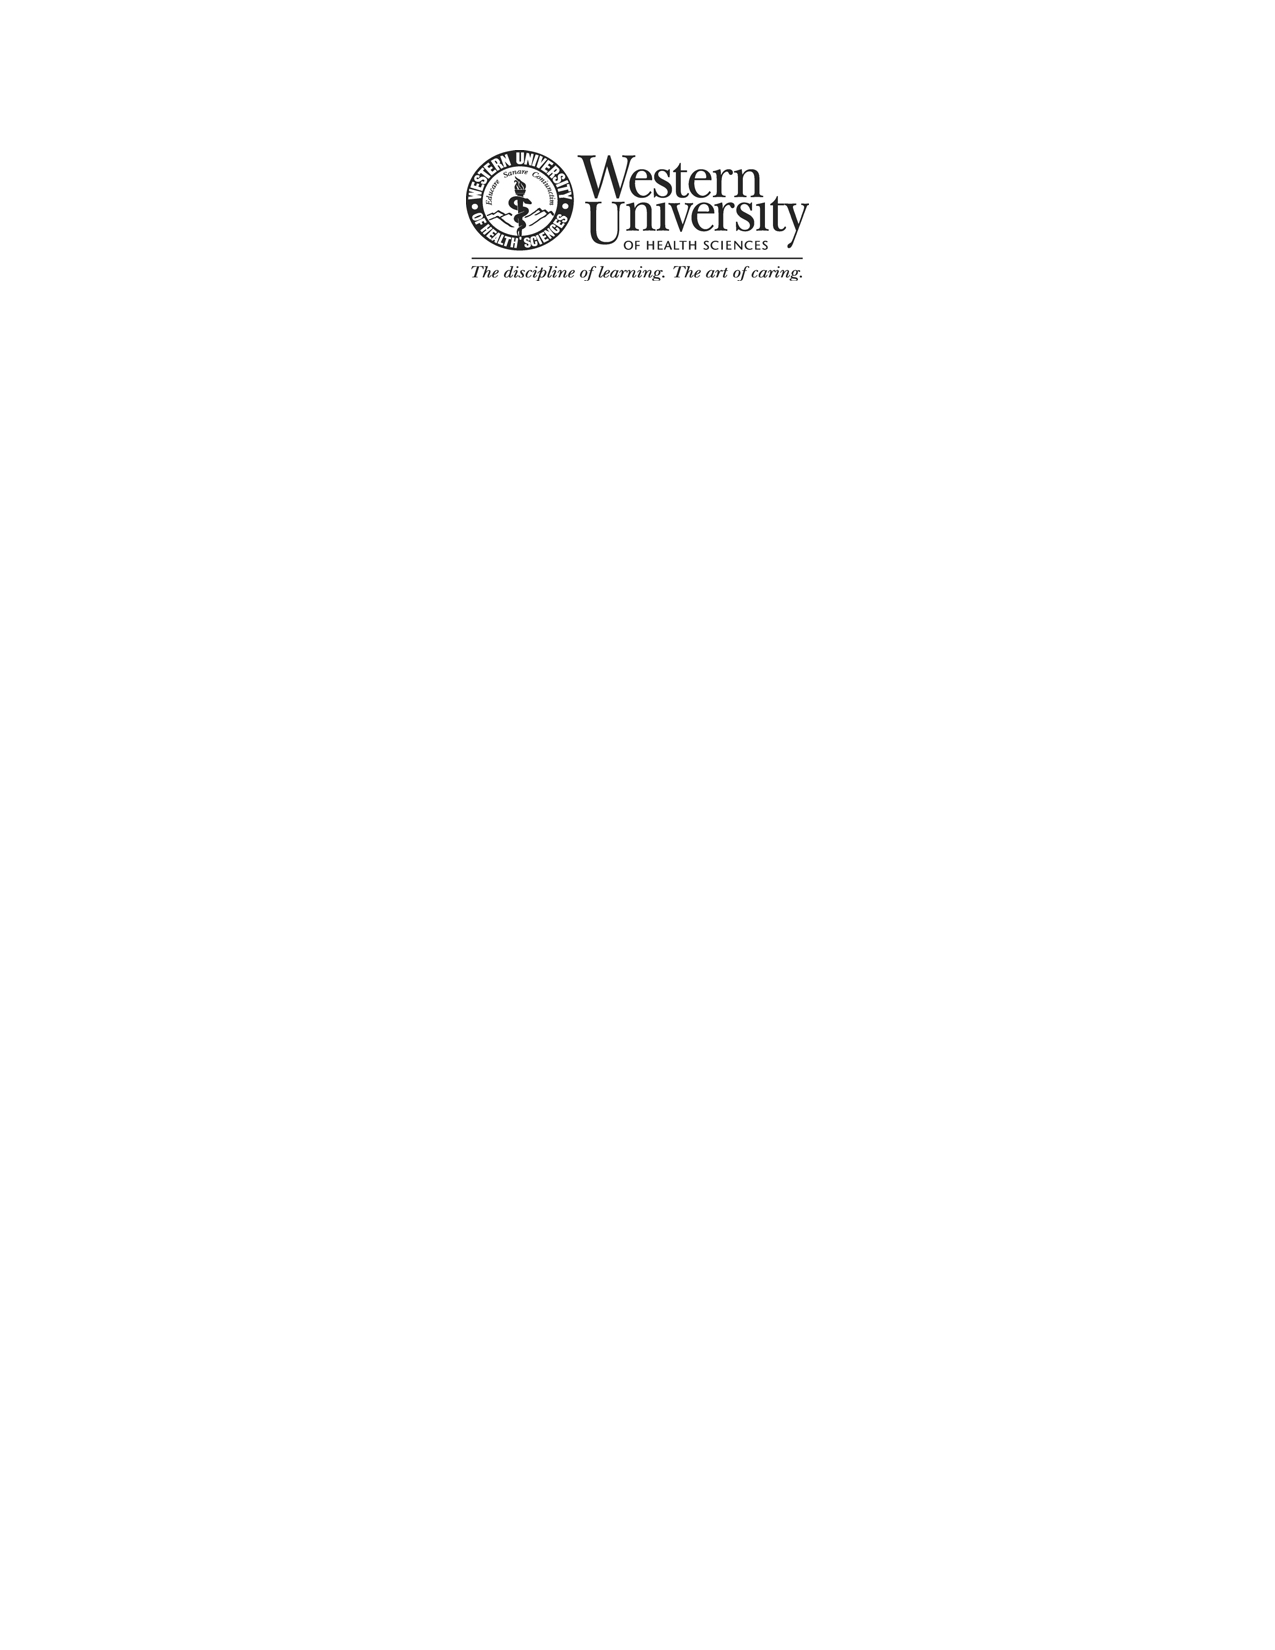 WESTERN UNIVERSITY
OF HEALTH SCIENCES
Educare Sanare Coniunctim
Western
University
OF HEALTH SCIENCES
The discipline of learning. The art of caring.